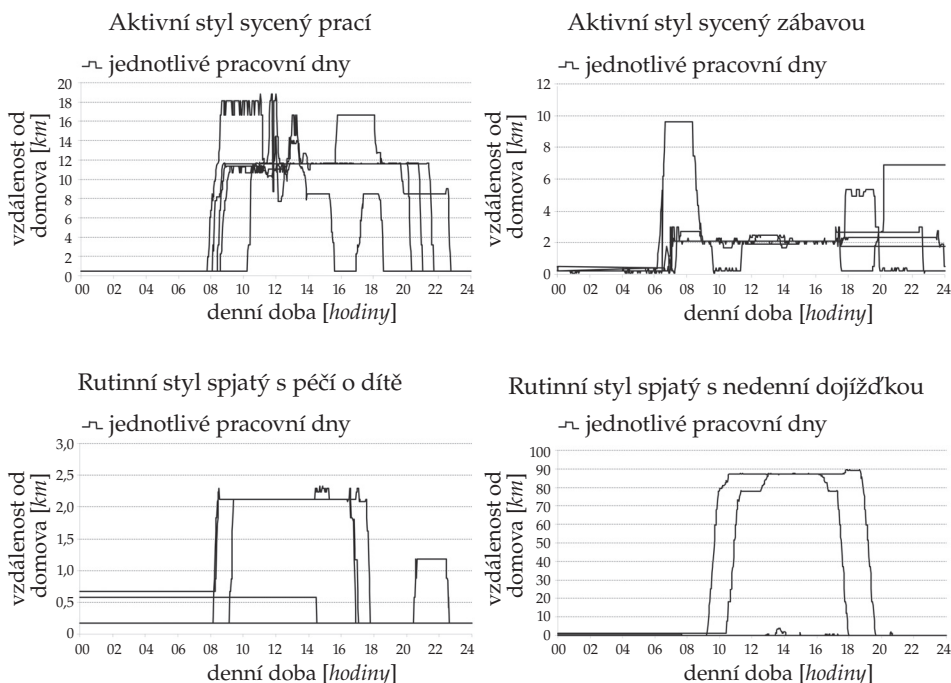 Aktivní styl sycený prací
jednotlivé pracovní dny
vzdálenost od
domova [km]
20
18
16
14
12
10
8
6
4
2
0
00 02 04 06 08 10 12 14 16 18 20 22 24
denní doba [hodiny]
Aktivní styl sycený zábavou
jednotlivé pracovní dny
vzdálenost od
domova [km]
12
10
8
6
4
2
0
00 02 04 06 08 10 12 14 16 18 20 22 24
denní doba [hodiny]
Rutinní styl spjatý s péčí o dítě
jednotlivé pracovní dny
vzdálenost od
domova [km]
3,0
2,5
2,0
1,5
1,0
0,5
0
00 02 04 06 08 10 12 14 16 18 20 22 24
denní doba [hodiny]
Rutinní styl spjatý s nedenní dojížďkou
jednotlivé pracovní dny
vzdálenost od
domova [km]
100
90
80
70
60
50
40
30
20
10
0
00 02 04 06 08 10 12 14 16 18 20 22 24
denní doba [hodiny]